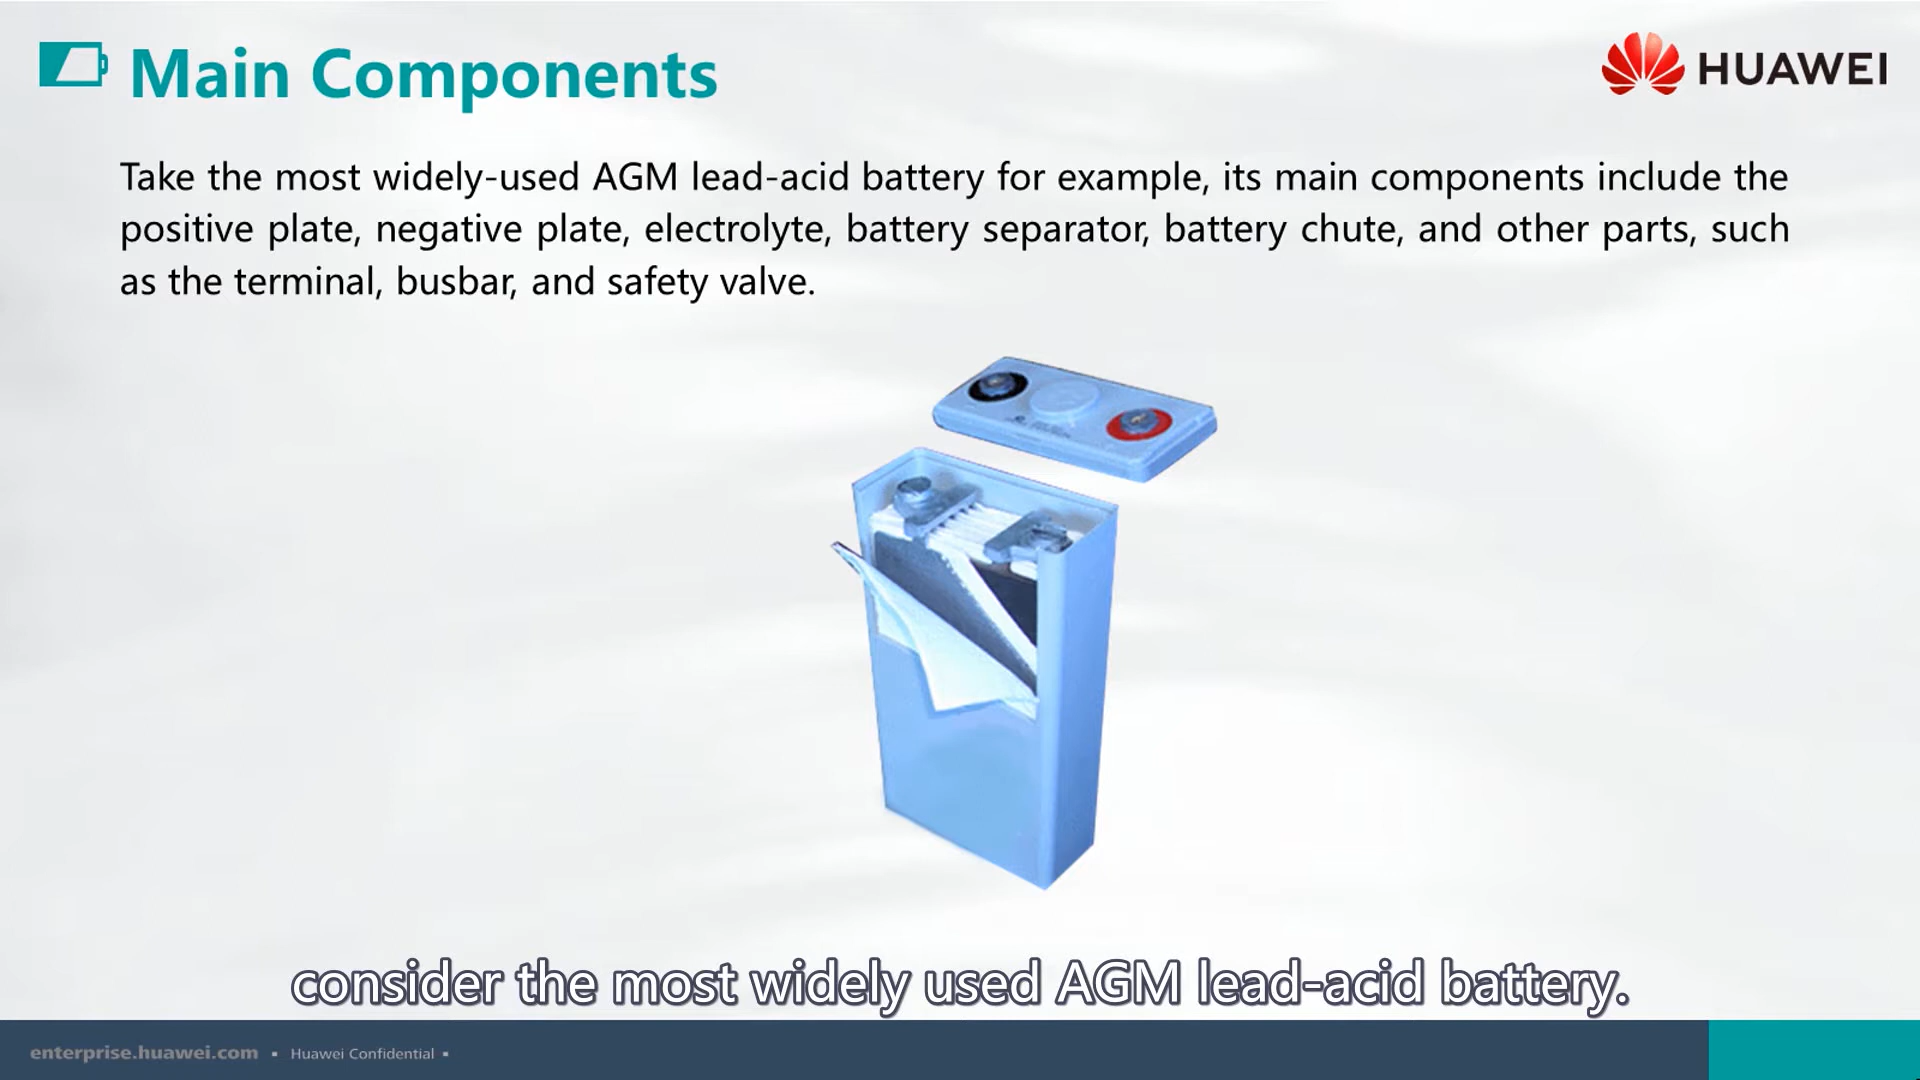 Main Components
HUAWEI
Take the most widely-used AGM lead-acid battery for example, its main components include the
positive plate, negative plate, electrolyte, battery separator, battery chute, and other parts, such
as the terminal, busbar, and safety valve.
consider the most widely used AGM lead-acid battery.
enterprise.huawei.com ▪ Huawei Confidential ▪